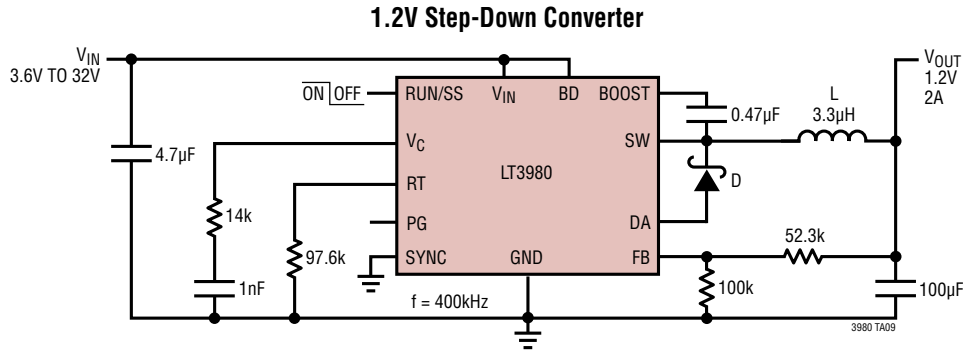 1.2V Step-Down Converter
VIN
3.6V TO 32V
VOUT
1.2V
2A
ON OFF
RUN/SS
VIN
BD
BOOST
0.47µF
L
3.3µH
4.7µF
VC
SW
LT3980
RT
D
14k
PG
DA
52.3k
97.6k
SYNC
GND
FB
1nF
f = 400kHz
100k
100µF
3980 TA09